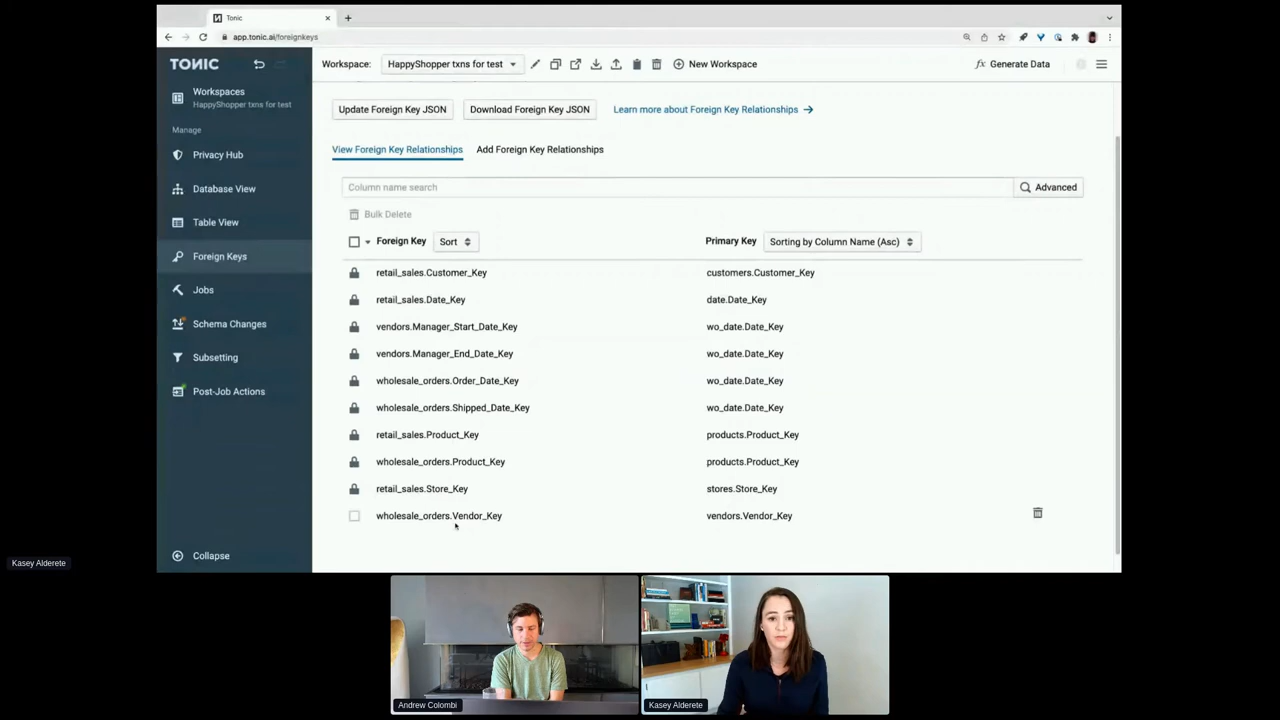 Tonic
app.tonic.ai/foreignkeys
TONIC
Workspace:
HappyShopper txns for test
New Workspace
Generate Data
Workspaces
HappyShopper txns for test
Manage
Privacy Hub
Database View
Table View
Foreign Keys
Jobs
Schema Changes
Subsetting
Post-Job Actions
Collapse
Update Foreign Key JSON
Download Foreign Key JSON
Learn more about Foreign Key Relationships
View Foreign Key Relationships
Add Foreign Key Relationships
Column name search
Advanced
Bulk Delete
Foreign Key
Sort
Primary Key
Sorting by Column Name (Asc)
retail_sales.Customer_Key customers.Customer_Key
retail_sales.Date_Key date.Date_Key
vendors.Manager_Start_Date_Key wo_date.Date_Key
vendors.Manager_End_Date_Key wo_date.Date_Key
wholesale_orders.Order_Date_Key wo_date.Date_Key
wholesale_orders.Shipped_Date_Key wo_date.Date_Key
retail_sales.Product_Key products.Product_Key
wholesale_orders.Product_Key products.Product_Key
retail_sales.Store_Key stores.Store_Key
wholesale_orders.Vendor_Key vendors.Vendor_Key
Kasey Alderete
Andrew Colombi
Kasey Alderete